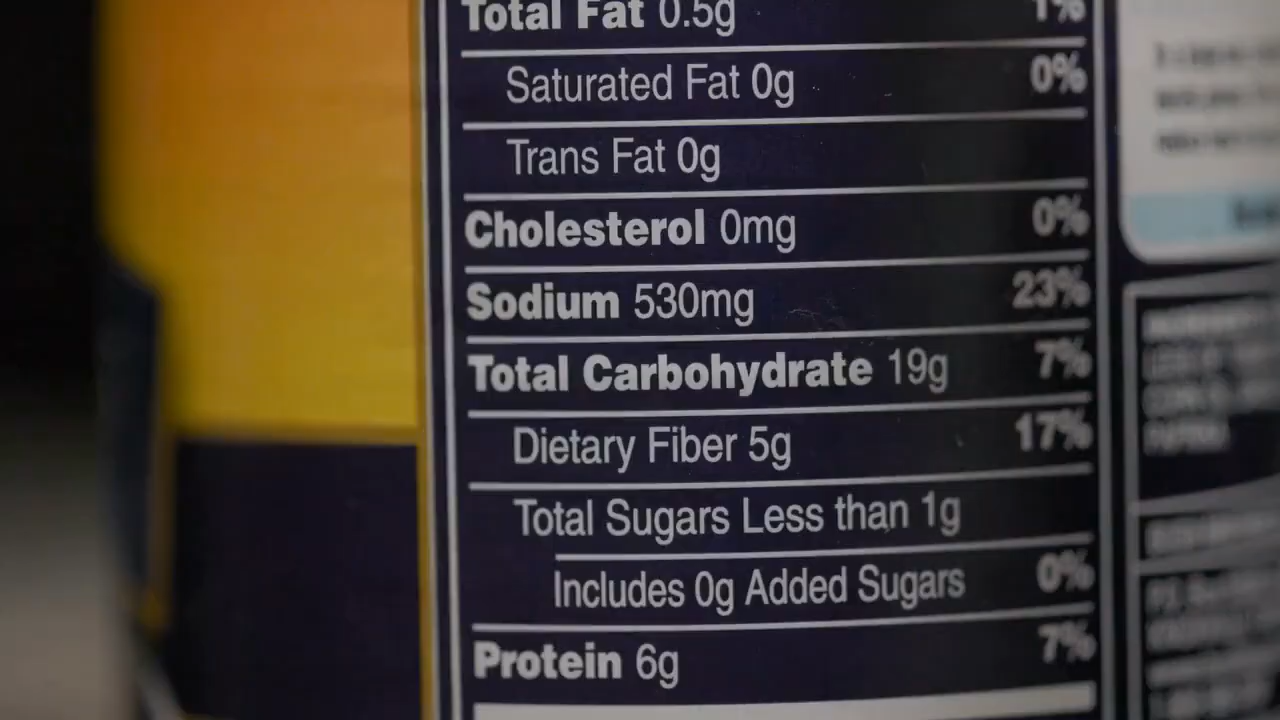 Total Fat 0.5g 1%
Saturated Fat 0g 0%
Trans Fat 0g
Cholesterol 0mg 0%
Sodium 530mg 23%
Total Carbohydrate 19g 7%
Dietary Fiber 5g 17%
Total Sugars Less than 1g
Includes 0g Added Sugars 0%
Protein 6g 7%